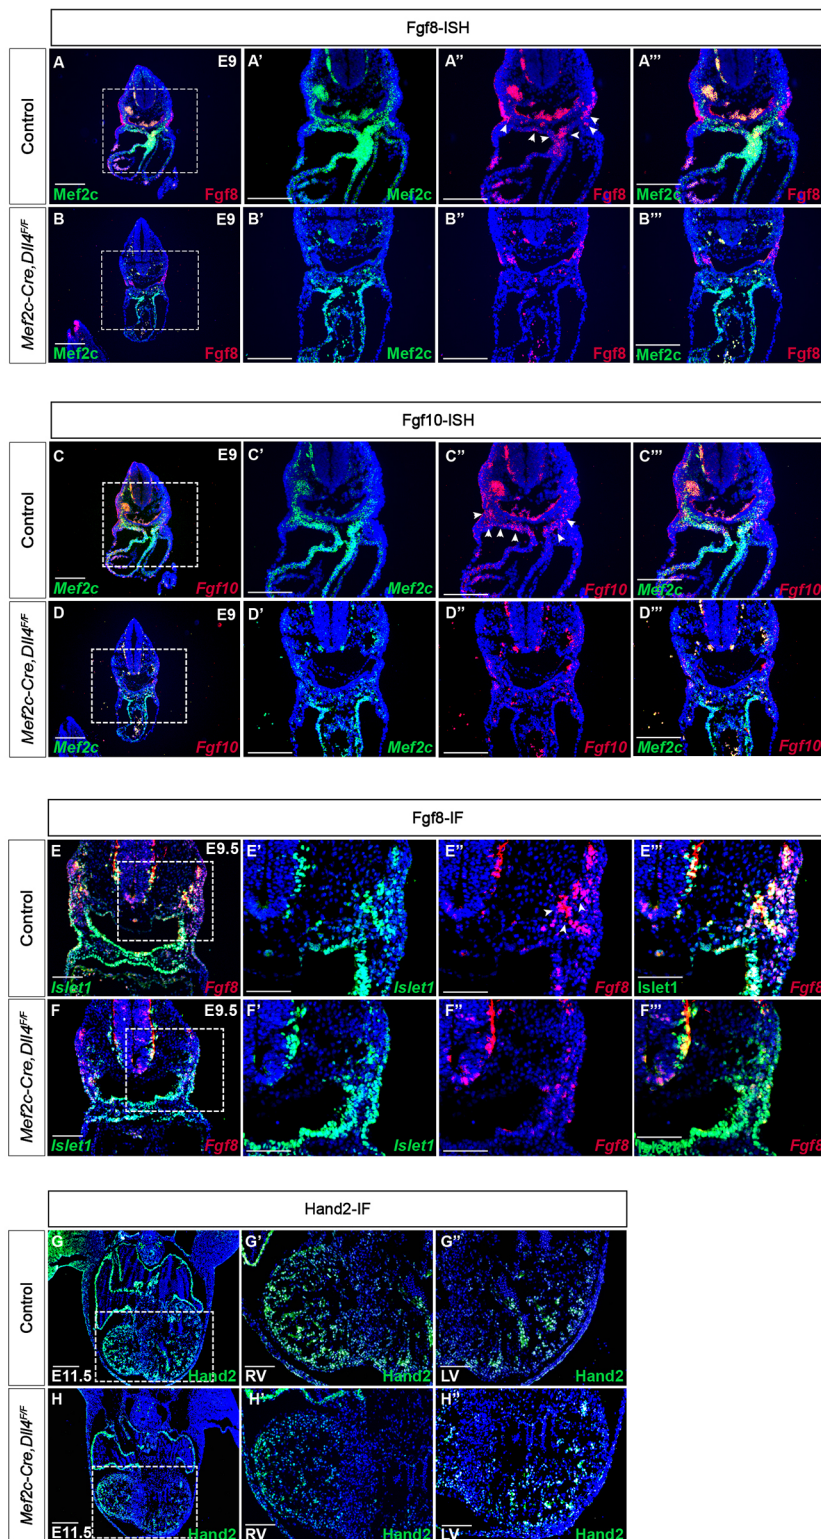 Fgf8-ISH
Control
A E9 A' A'' A'''
Mef2c Fgf8 Mef2c Fgf8 Mef2c Fgf8
Mef2c-Cre,Dll4F/F
B E9 B' B'' B'''
Mef2c Fgf8 Mef2c Fgf8 Mef2c Fgf8
Fgf10-ISH
Control
C E9 C' C'' C'''
Mef2c Fgf10 Mef2c Fgf10 Mef2c Fgf10
Mef2c-Cre,Dll4F/F
D E9 D' D'' D'''
Mef2c Fgf10 Mef2c Fgf10 Mef2c Fgf10
Fgf8-IF
Control
E E9.5 E' E'' E'''
Islet1 Fgf8 Islet1 Fgf8 Islet1 Fgf8
Mef2c-Cre,Dll4F/F
F E9.5 F' F'' F'''
Islet1 Fgf8 Islet1 Fgf8 Fgf8
Hand2-IF
Control
G G' G''
E11.5 Hand2 RV Hand2 LV Hand2
Mef2c-Cre,Dll4F/F
H H' H''
E11.5 Hand2 RV Hand2 LV Hand2